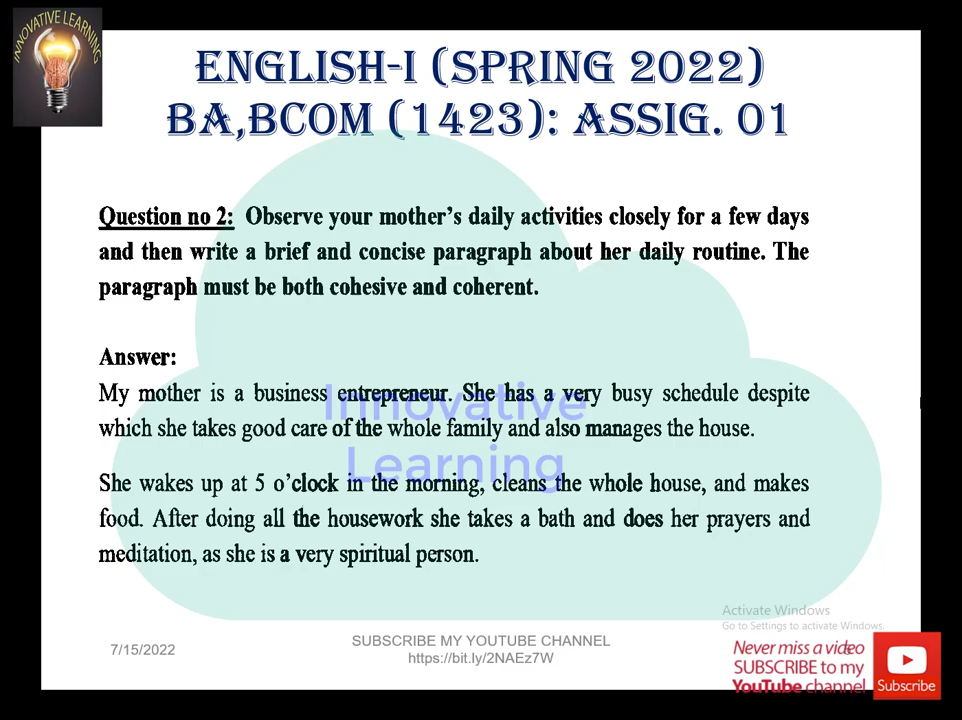 INNOVATIVE LEARNING
ENGLISH-I (SPRING 2022)
BA,BCOM (1423): ASSIG. 01
Question no 2: Observe your mother's daily activities closely for a few days
and then write a brief and concise paragraph about her daily routine. The
paragraph must be both cohesive and coherent.
Answer:
My mother is a business entrepreneur. She has a very busy schedule despite
which she takes good care of the whole family and also manages the house.
Innovative
Learning
She wakes up at 5 o'clock in the morning, cleans the whole house, and makes
food. After doing all the housework she takes a bath and does her prayers and
meditation, as she is a very spiritual person.
Activate Windows
Go to Settings to activate Windows.
7/15/2022
SUBSCRIBE MY YOUTUBE CHANNEL
https://bit.ly/2NAEz7W
Never miss a video
SUBSCRIBE to my
YouTube channel
Subscribe